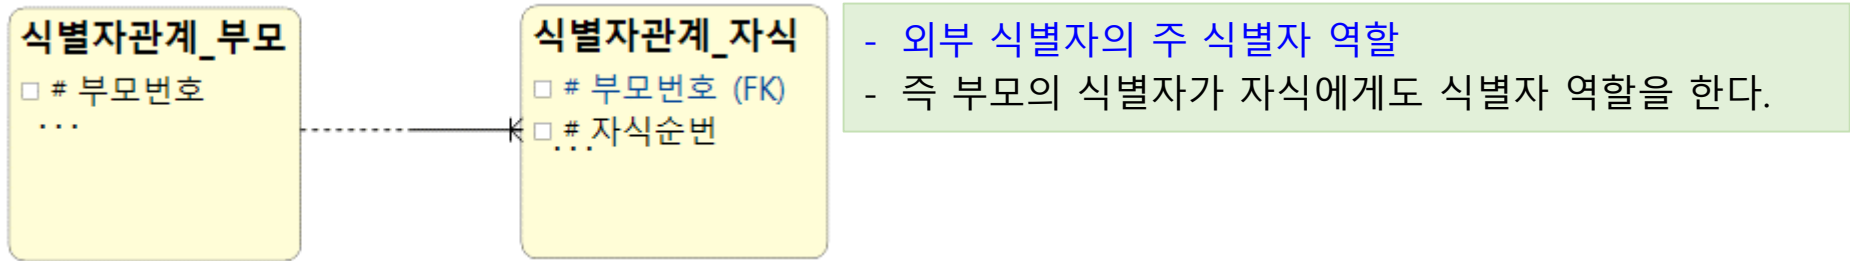 식별자관계_부모
# 부모번호
...
식별자관계_자식
# 부모번호 (FK)
# 자식순번
...
- 외부 식별자의 주 식별자 역할
- 즉 부모의 식별자가 자식에게도 식별자 역할을 한다.